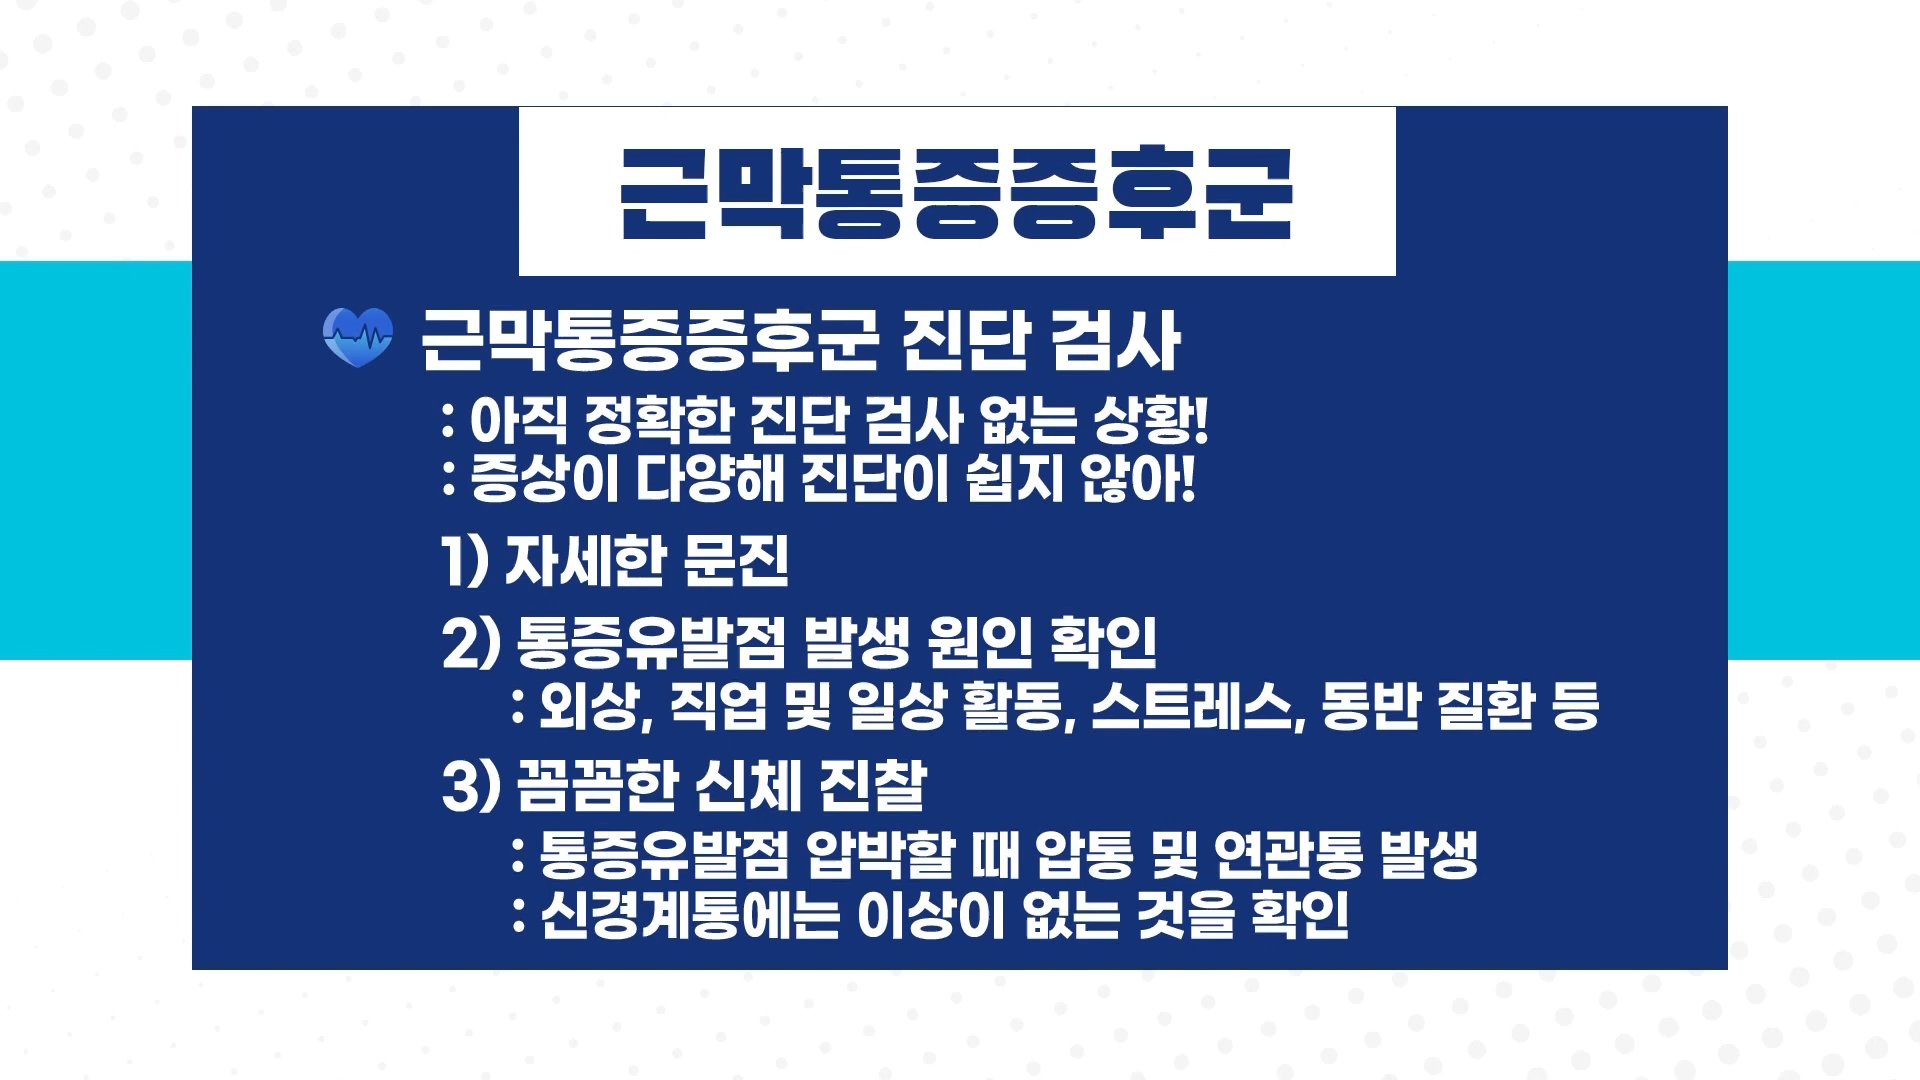 근막통증증후군
근막통증증후군 진단 검사
: 아직 정확한 진단 검사 없는 상황!
: 증상이 다양해 진단이 쉽지 않아!
1) 자세한 문진
2) 통증유발점 발생 원인 확인
: 외상, 직업 및 일상 활동, 스트레스, 동반 질환 등
3) 꼼꼼한 신체 진찰
: 통증유발점 압박할 때 압통 및 연관통 발생
: 신경계통에는 이상이 없는 것을 확인